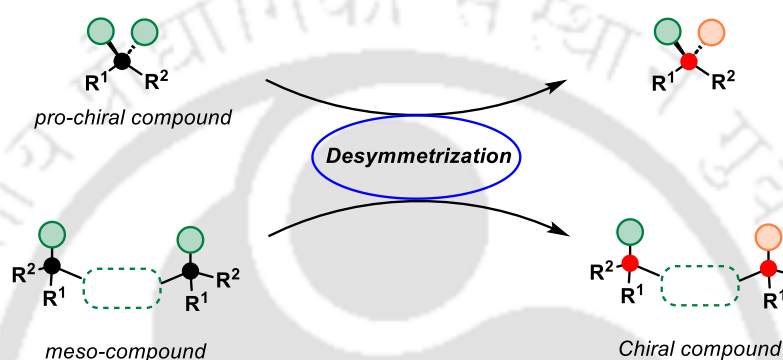 R¹ R² R¹ R²
pro-chiral compound
Desymmetrization
R² R² R²
R¹ R¹ R¹ R¹
meso-compound Chiral compound